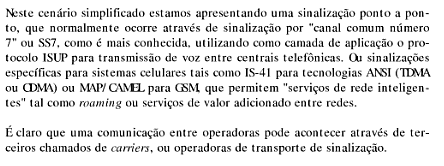 Neste cenário simplificado estamos apresentando uma sinalização ponto a pon-
to, que normalmente ocorre através de sinalização por "canal comum número
7" ou SS7, como é mais conhecida, utilizando como camada de aplicação o pro-
tocolo ISUP para transmissão de voz entre centrais telefônicas. Ou sinalizações
específicas para sistemas celulares tais como IS-41 para tecnologias ANSI (TDMA
ou CDMA) ou MAP/CAMEL para GSM, que permitem "serviços de rede inteligen-
tes" tal como roaming ou serviços de valor adicionado entre redes.
É claro que uma comunicação entre operadoras pode acontecer através de ter-
ceiros chamados de carriers, ou operadoras de transporte de sinalização.